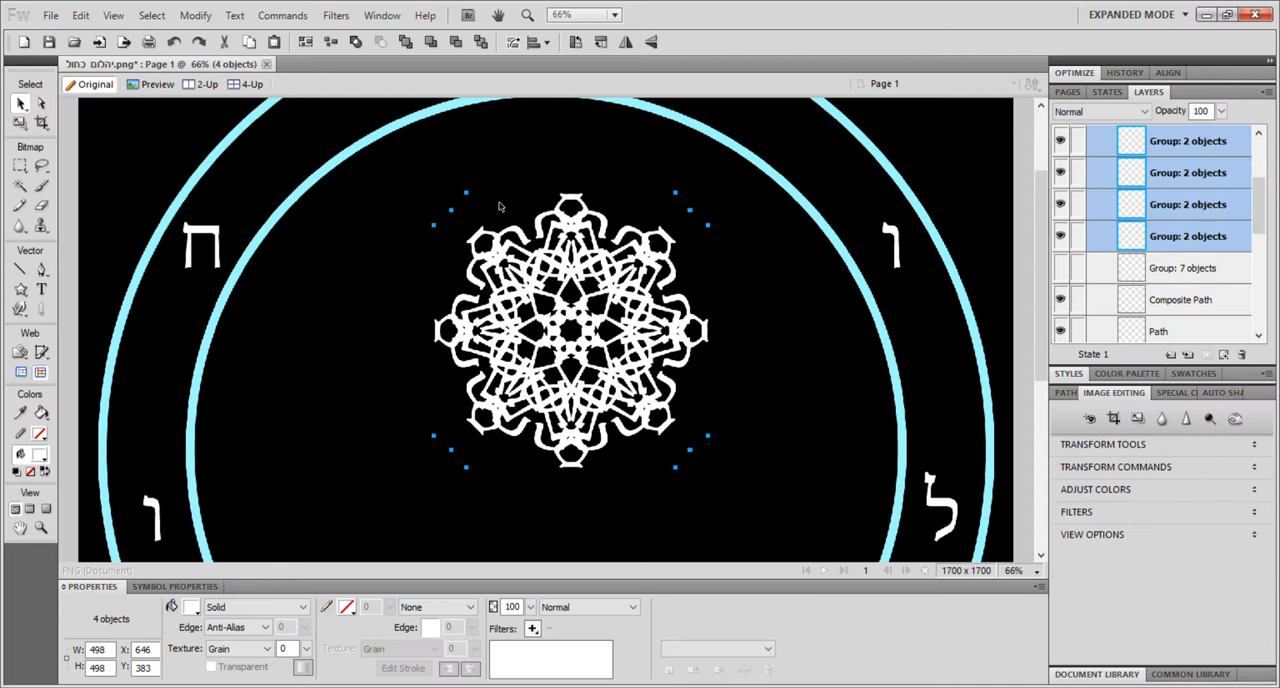 Fw File Edit View Select Modify Text Commands Filters Window Help Br 66% EXPANDED MODE
יהלום כחול.png* : Page 1 @ 66% (4 objects)
Original Preview 2-Up 4-Up Page 1
Select
Bitmap
Vector
Web
Colors
View
ח
ו
ו
ל
OPTIMIZE HISTORY ALIGN
PAGES STATES LAYERS
Normal Opacity 100
Group: 2 objects
Group: 2 objects
Group: 2 objects
Group: 2 objects
Group: 7 objects
Composite Path
Path
State 1
STYLES COLOR PALETTE SWATCHES
PATH IMAGE EDITING SPECIAL C AUTO SHA
TRANSFORM TOOLS
TRANSFORM COMMANDS
ADJUST COLORS
FILTERS
VIEW OPTIONS
DOCUMENT LIBRARY COMMON LIBRARY
PNG (Document) 1 1700 x 1700 66%
PROPERTIES SYMBOL PROPERTIES
4 objects
W: 498 X: 646
H: 498 Y: 383
Solid
Edge: Anti-Alias 0
Texture: Grain 0
Transparent
0 None
Edge: 0
Texture: Grain 0
Edit Stroke
100 Normal
Filters: